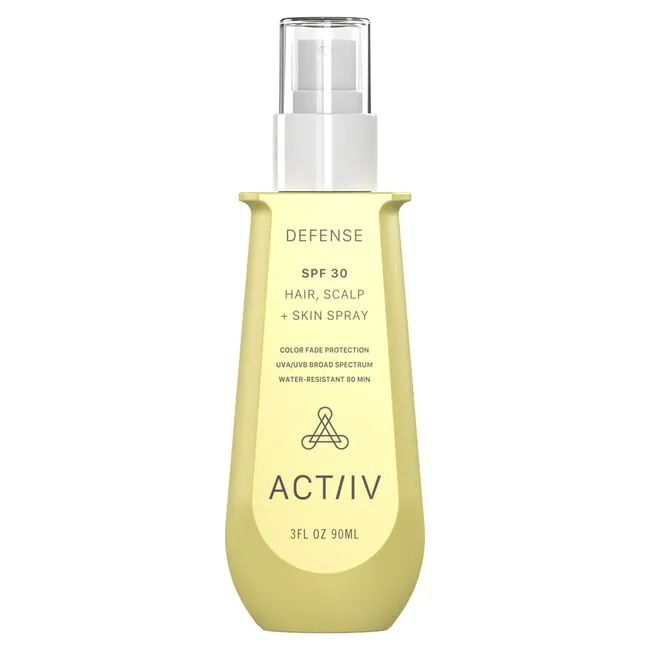 DEFENSE
SPF 30
HAIR, SCALP
+ SKIN SPRAY
COLOR FADE PROTECTION
UVA/UVB BROAD SPECTRUM
WATER-RESISTANT 80 MIN
ACT/IV
3FL OZ 90ML